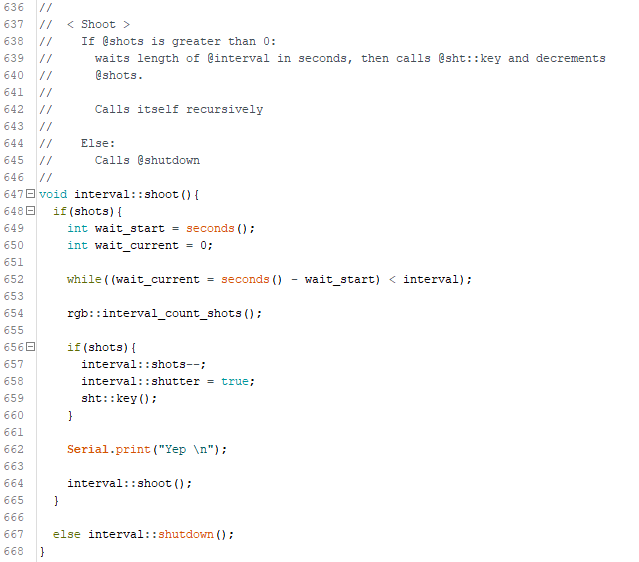 636 //
637 //  < Shoot >
638 //    If @shots is greater than 0:
639 //      waits length of @interval in seconds, then calls @sht::key and decrements
640 //      @shots.
641 //
642 //      Calls itself recursively
643 //
644 //    Else:
645 //      Calls @shutdown
646 //
647 void interval::shoot(){
648   if(shots){
649     int wait_start = seconds();
650     int wait_current = 0;
651
652     while((wait_current = seconds() - wait_start) < interval);
653
654     rgb::interval_count_shots();
655
656     if(shots){
657       interval::shots--;
658       interval::shutter = true;
659       sht::key();
660     }
661
662     Serial.print("Yep \n");
663
664     interval::shoot();
665   }
666
667   else interval::shutdown();
668 }